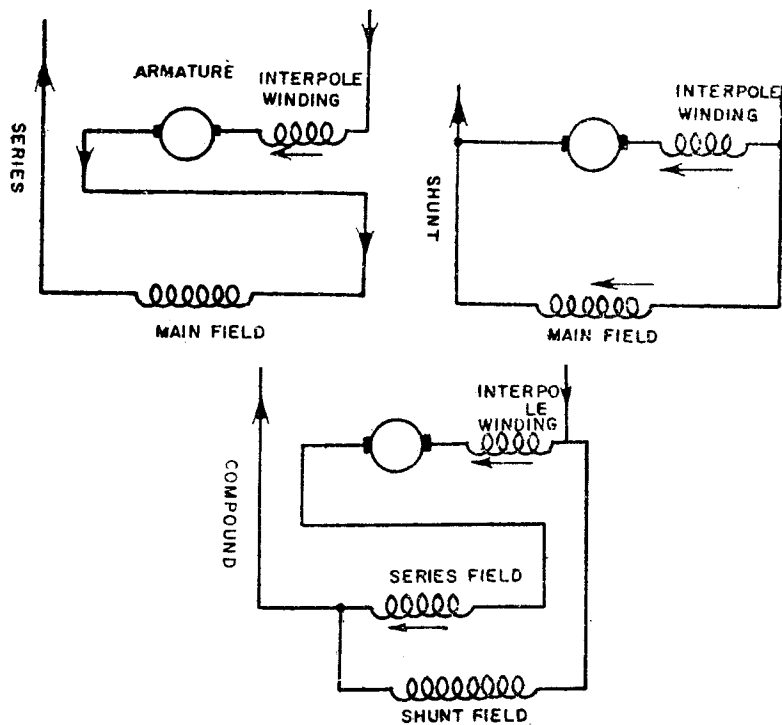 SERIES
ARMATURE
INTERPOLE
WINDING
MAIN FIELD
SHUNT
INTERPOLE
WINDING
MAIN FIELD
COMPOUND
INTERPO
LE
WINDING
SERIES FIELD
SHUNT FIELD